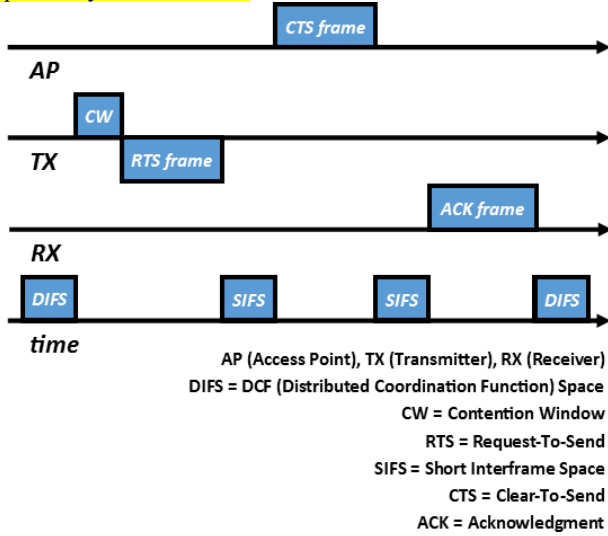 CTS frame
AP
CW
TX
RTS frame
ACK frame
RX
DIFS
SIFS
SIFS
DIFS
time
AP (Access Point), TX (Transmitter), RX (Receiver)
DIFS = DCF (Distributed Coordination Function) Space
CW = Contention Window
RTS = Request-To-Send
SIFS = Short Interframe Space
CTS = Clear-To-Send
ACK = Acknowledgment